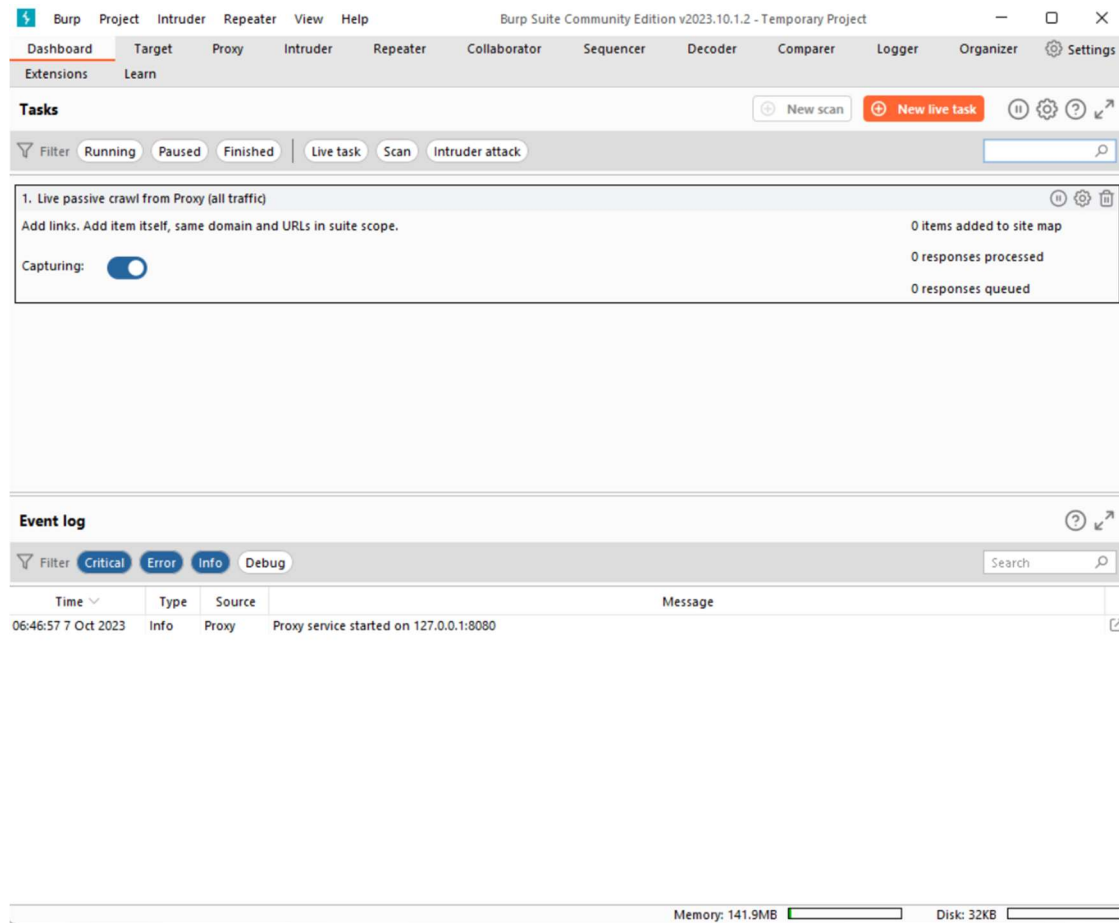 Burp Project Intruder Repeater View Help Burp Suite Community Edition v2023.10.1.2 - Temporary Project
Dashboard Target Proxy Intruder Repeater Collaborator Sequencer Decoder Comparer Logger Organizer Settings
Extensions Learn
Tasks New scan New live task
Filter Running Paused Finished Live task Scan Intruder attack
1. Live passive crawl from Proxy (all traffic)
Add links. Add item itself, same domain and URLs in suite scope. 0 items added to site map
Capturing: 0 responses processed
0 responses queued
Event log
Filter Critical Error Info Debug Search
Time Type Source Message
06:46:57 7 Oct 2023 Info Proxy Proxy service started on 127.0.0.1:8080
Memory: 141.9MB Disk: 32KB